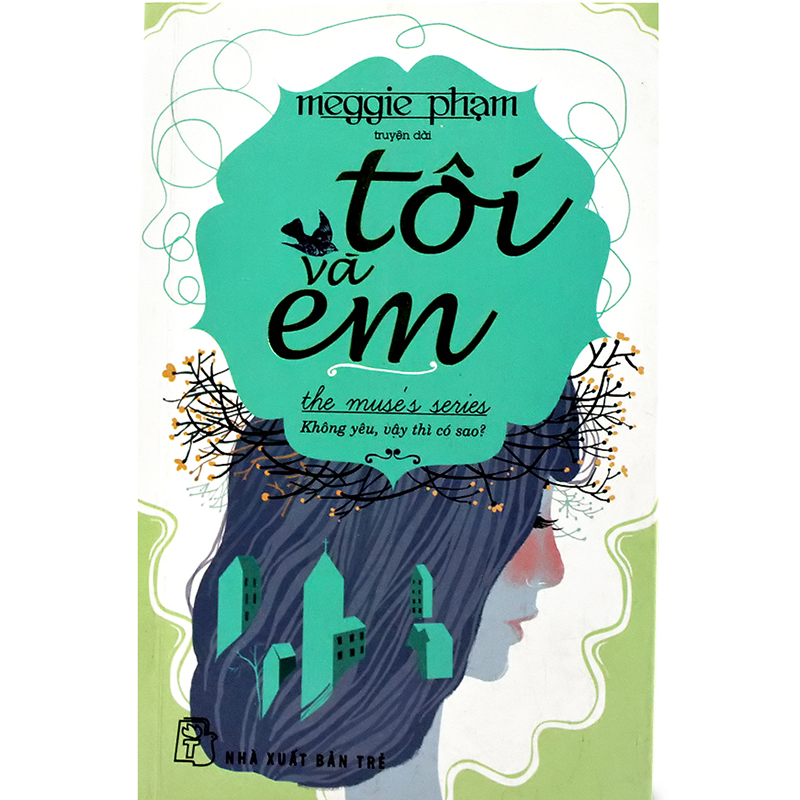 meggie phạm
truyện dài
tôi
và
em
the muse's series
Không yêu, vậy thì có sao?
NHÀ XUẤT BẢN TRẺ